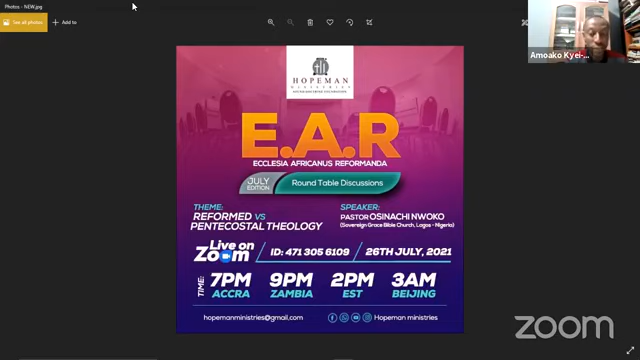 Photos - NEW.jpg
See all photos
Add to
Amoako Kyei-...
HOPEMAN
MINISTRIES
E.A.R
ECCLESIA AFRICANUS REFORMANDA
JULY
EDITION
Round Table Discussions
THEME:
REFORMED VS
PENTECOSTAL THEOLOGY
SPEAKER:
PASTOR OSINACHI NWOKO
(Sovereign Grace Bible Church, Lagos - Nigeria)
Live on
Zoom
ID: 471 305 6109
26TH JULY, 2021
TIME:
7PM
ACCRA
9PM
ZAMBIA
2PM
EST
3AM
BEIJING
hopemanministries@gmail.com
Hopeman ministries
zoom